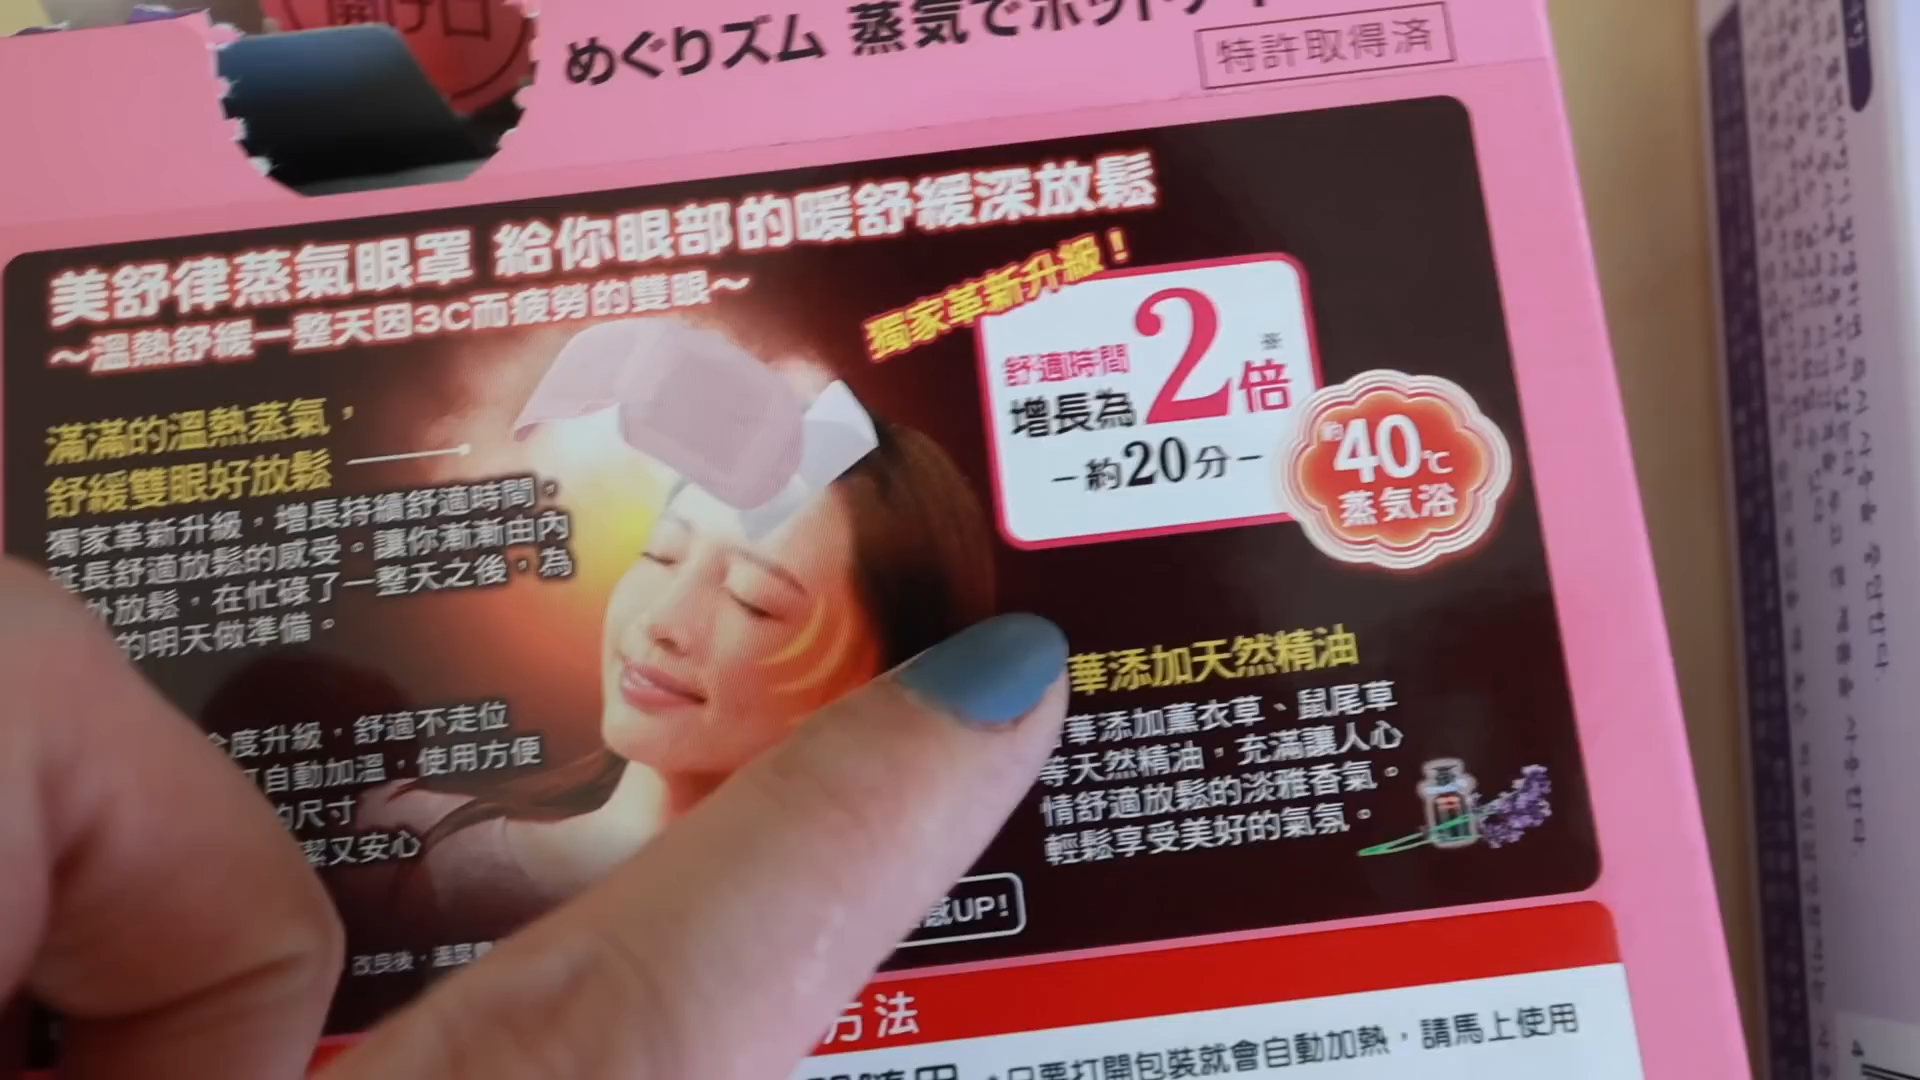 開け口
めぐりズム 蒸気でホットアイ
特許取得済
美舒律蒸氣眼罩 給你眼部的暖舒緩深放鬆
～溫熱舒緩一整天因3C而疲勞的雙眼～
獨家革新升級！
舒適時間
增長為2倍※
－約20分－
約40℃
蒸気浴
滿滿的溫熱蒸氣，
舒緩雙眼好放鬆
獨家革新升級，增長持續舒適時間，
延長舒適放鬆的感受。讓你漸漸由內
外放鬆，在忙碌了一整天之後，為
的明天做準備。
度升級，舒適不走位
自動加溫，使用方便
的尺寸
潔又安心
華添加天然精油
華添加薰衣草、鼠尾草
等天然精油，充滿讓人心
情舒適放鬆的淡雅香氣。
輕鬆享受美好的氣氛。
感UP!
改良後，溫度
方法
只要打開包裝就會自動加熱，請馬上使用